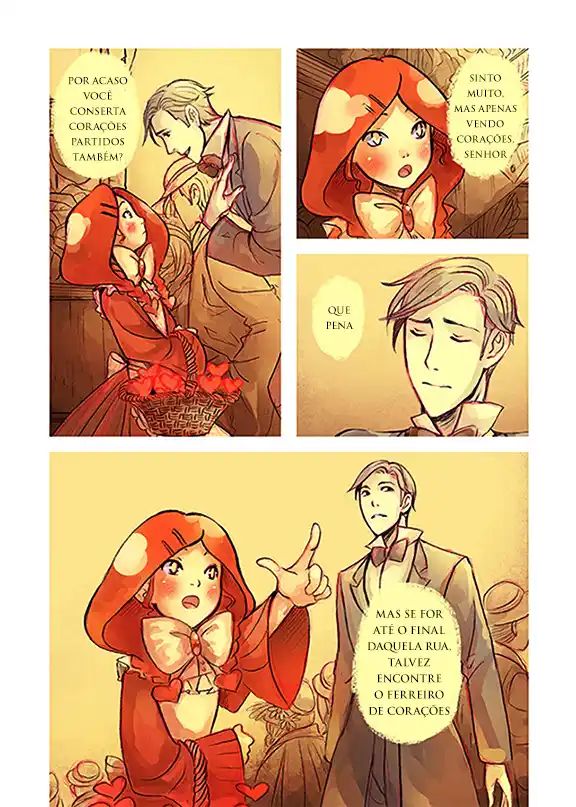 POR ACASO
VOCÊ
CONSERTA
CORAÇÕES
PARTIDOS
TAMBÉM?
SINTO
MUITO,
MAS APENAS
VENDO
CORAÇÕES,
SENHOR
QUE
PENA
MAS SE FOR
ATÉ O FINAL
DAQUELA RUA,
TALVEZ
ENCONTRE
O FERREIRO
DE CORAÇÕES